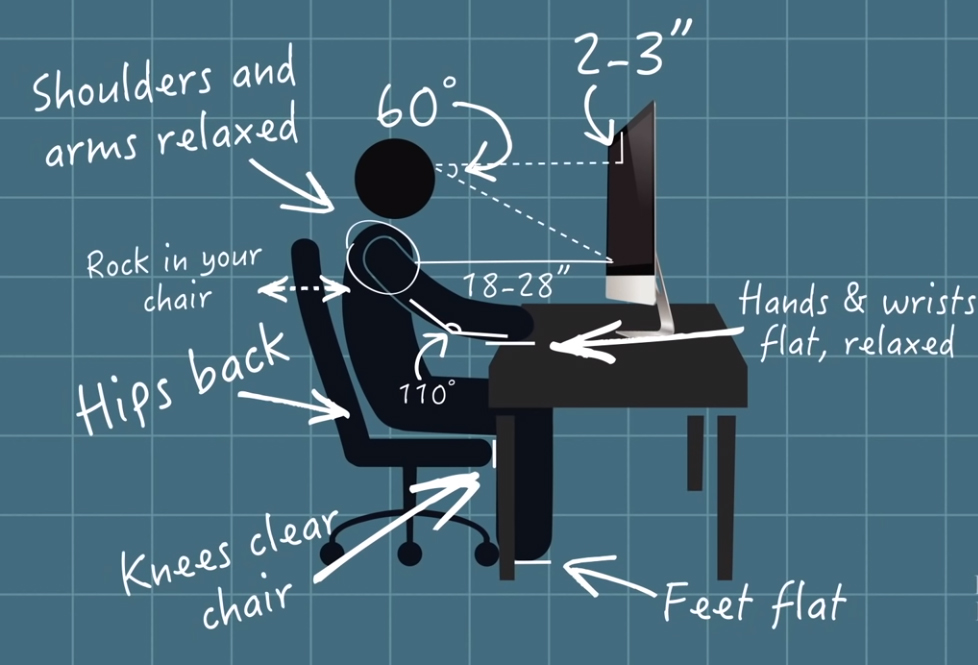 2-3"
Shoulders and
arms relaxed
60°
Rock in your
chair
18-28"
Hands & wrists
flat, relaxed
Hips back
110°
Knees clear
chair
Feet flat